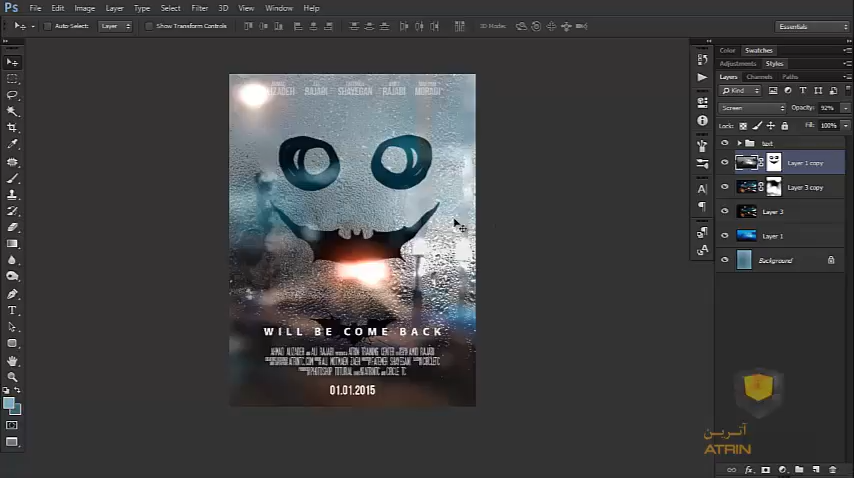 Ps File Edit Image Layer Type Select Filter 3D View Window Help
Auto-Select: Layer Show Transform Controls 3D Mode: Essentials
Color Swatches
Adjustments Styles
Layers Channels Paths
Kind
Screen Opacity: 92%
Lock: Fill: 100%
text
Layer 1 copy
Layer 3 copy
Layer 3
Layer 1
Background
SHAYEGAN RAJABI MORADI
WILL BE COME BACK
01.01.2015
آترین
ATRIN